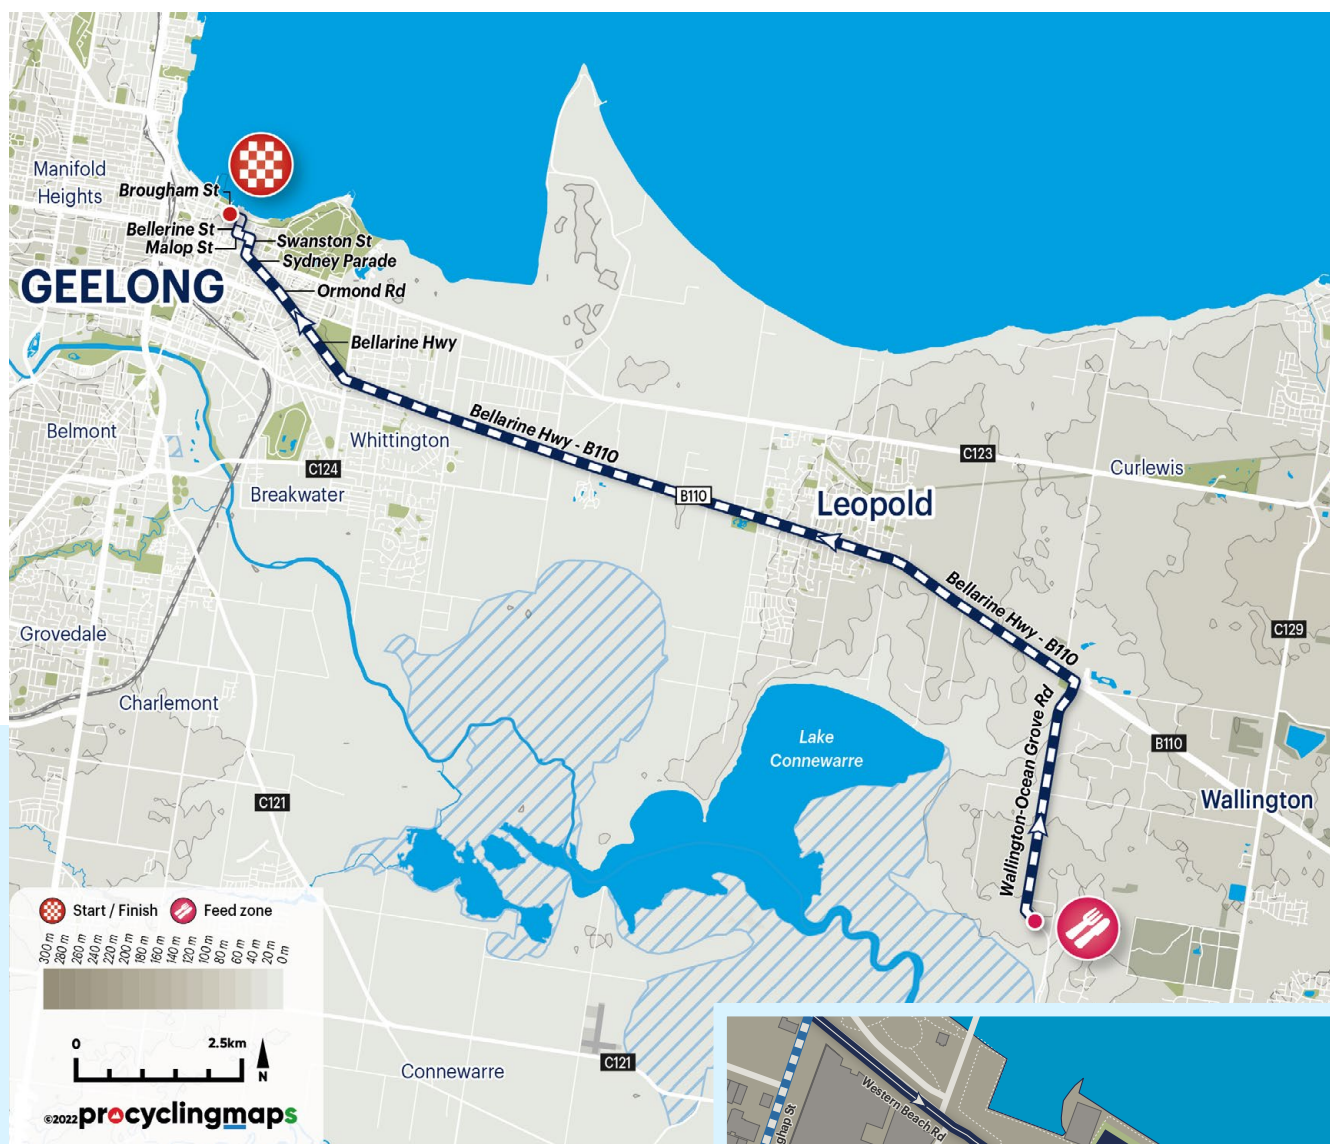 Manifold
Heights
Brougham St
Bellerine St
Malop St
Swanston St
Sydney Parade
GEELONG
Ormond Rd
Bellarine Hwy
Belmont
Whittington
Bellarine Hwy - B110
C124
Breakwater
B110
C123
Curlewis
Leopold
Bellarine Hwy - B110
C129
Grovedale
Charlemont
Wallington-Ocean Grove Rd
Lake
Connewarre
B110
C121
Wallington
Start / Finish
Feed zone
300 m
280 m
260 m
240 m
220 m
200 m
180 m
160 m
140 m
120 m
100 m
80 m
60 m
40 m
20 m
0 m
0
2.5km
N
©2022 procyclingmaps
Connewarre
C121
Western Beach Rd